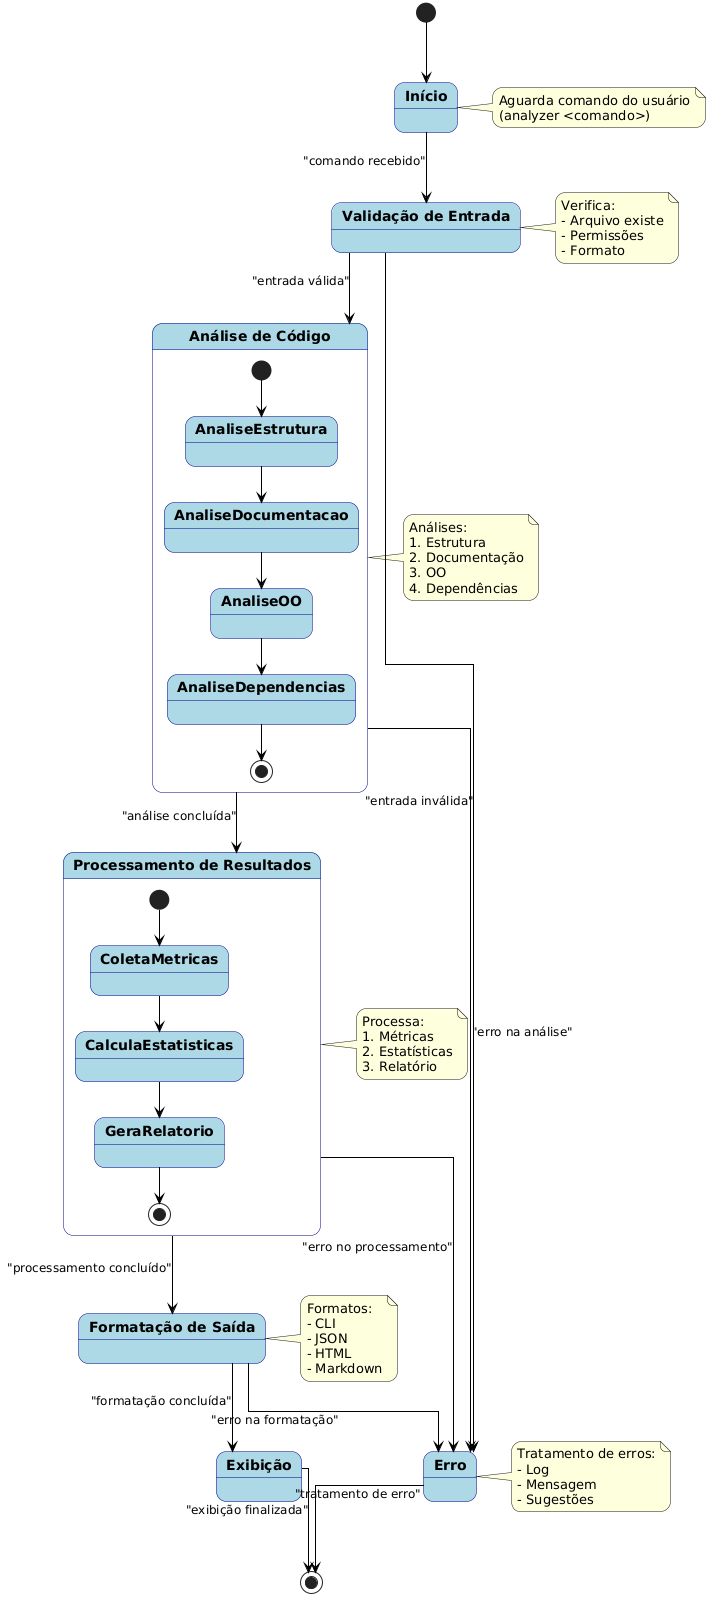 Início
Aguarda comando do usuário
(analyzer <comando>)
"comando recebido"
Validação de Entrada
Verifica:
- Arquivo existe
- Permissões
- Formato
"entrada válida"
Análise de Código
AnaliseEstrutura
AnaliseDocumentacao
AnaliseOO
AnaliseDependencias
Análises:
1. Estrutura
2. Documentação
3. OO
4. Dependências
"entrada inválida"
"análise concluída"
Processamento de Resultados
ColetaMetricas
CalculaEstatisticas
GeraRelatorio
Processa:
1. Métricas
2. Estatísticas
3. Relatório
"erro na análise"
"erro no processamento"
"processamento concluído"
Formatação de Saída
Formatos:
- CLI
- JSON
- HTML
- Markdown
"formatação concluída"
"erro na formatação"
Exibição
Erro
Tratamento de erros:
- Log
- Mensagem
- Sugestões
"tratamento de erro"
"exibição finalizada"